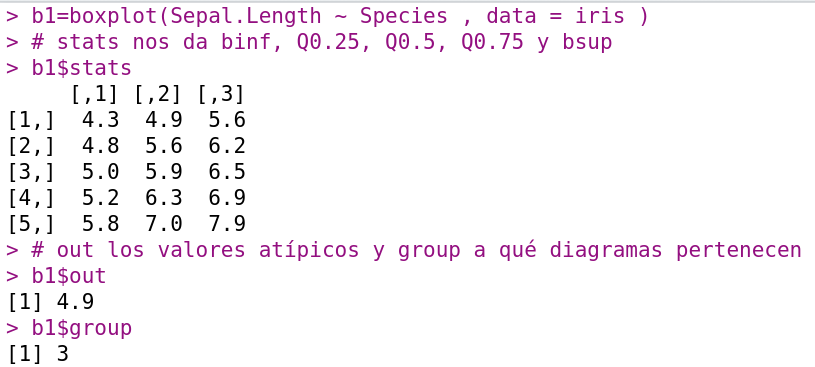 > b1=boxplot(Sepal.Length ~ Species , data = iris )
> # stats nos da binf, Q0.25, Q0.5, Q0.75 y bsup
> b1$stats
     [,1] [,2] [,3]
[1,]  4.3  4.9  5.6
[2,]  4.8  5.6  6.2
[3,]  5.0  5.9  6.5
[4,]  5.2  6.3  6.9
[5,]  5.8  7.0  7.9
> # out los valores atípicos y group a qué diagramas pertenecen
> b1$out
[1] 4.9
> b1$group
[1] 3